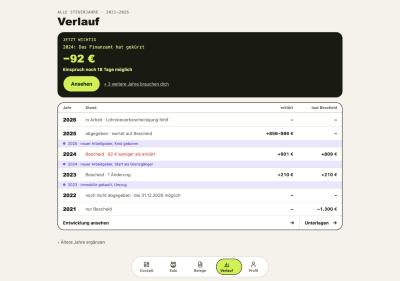 ALLE STEUERJAHRE · 2021–2026
Verlauf
JETZT WICHTIG
2024: Das Finanzamt hat gekürzt
–92 €
Einspruch noch 18 Tage möglich
Ansehen
+ 3 weitere Jahre brauchen dich
Jahr Stand erklärt laut Bescheid
2026 in Arbeit · Lohnsteuerbescheinigung fehlt – –
2025 abgegeben · wartet auf Bescheid +856–986 € –
2025 · neuer Arbeitgeber, Kind geboren
2024 Bescheid · 92 € weniger als erklärt +901 € +809 €
2024 · neuer Arbeitgeber, Start als Grenzgänger
2023 Bescheid · 1 Änderung +210 € +210 €
2023 · Immobilie gekauft, Umzug
2022 noch nicht abgegeben · bis 31.12.2026 möglich – –
2021 nur Bescheid – –1.300 €
Entwicklung ansehen → Unterlagen →
+ Ältere Jahre ergänzen
Cockpit Belege Verlauf Profil